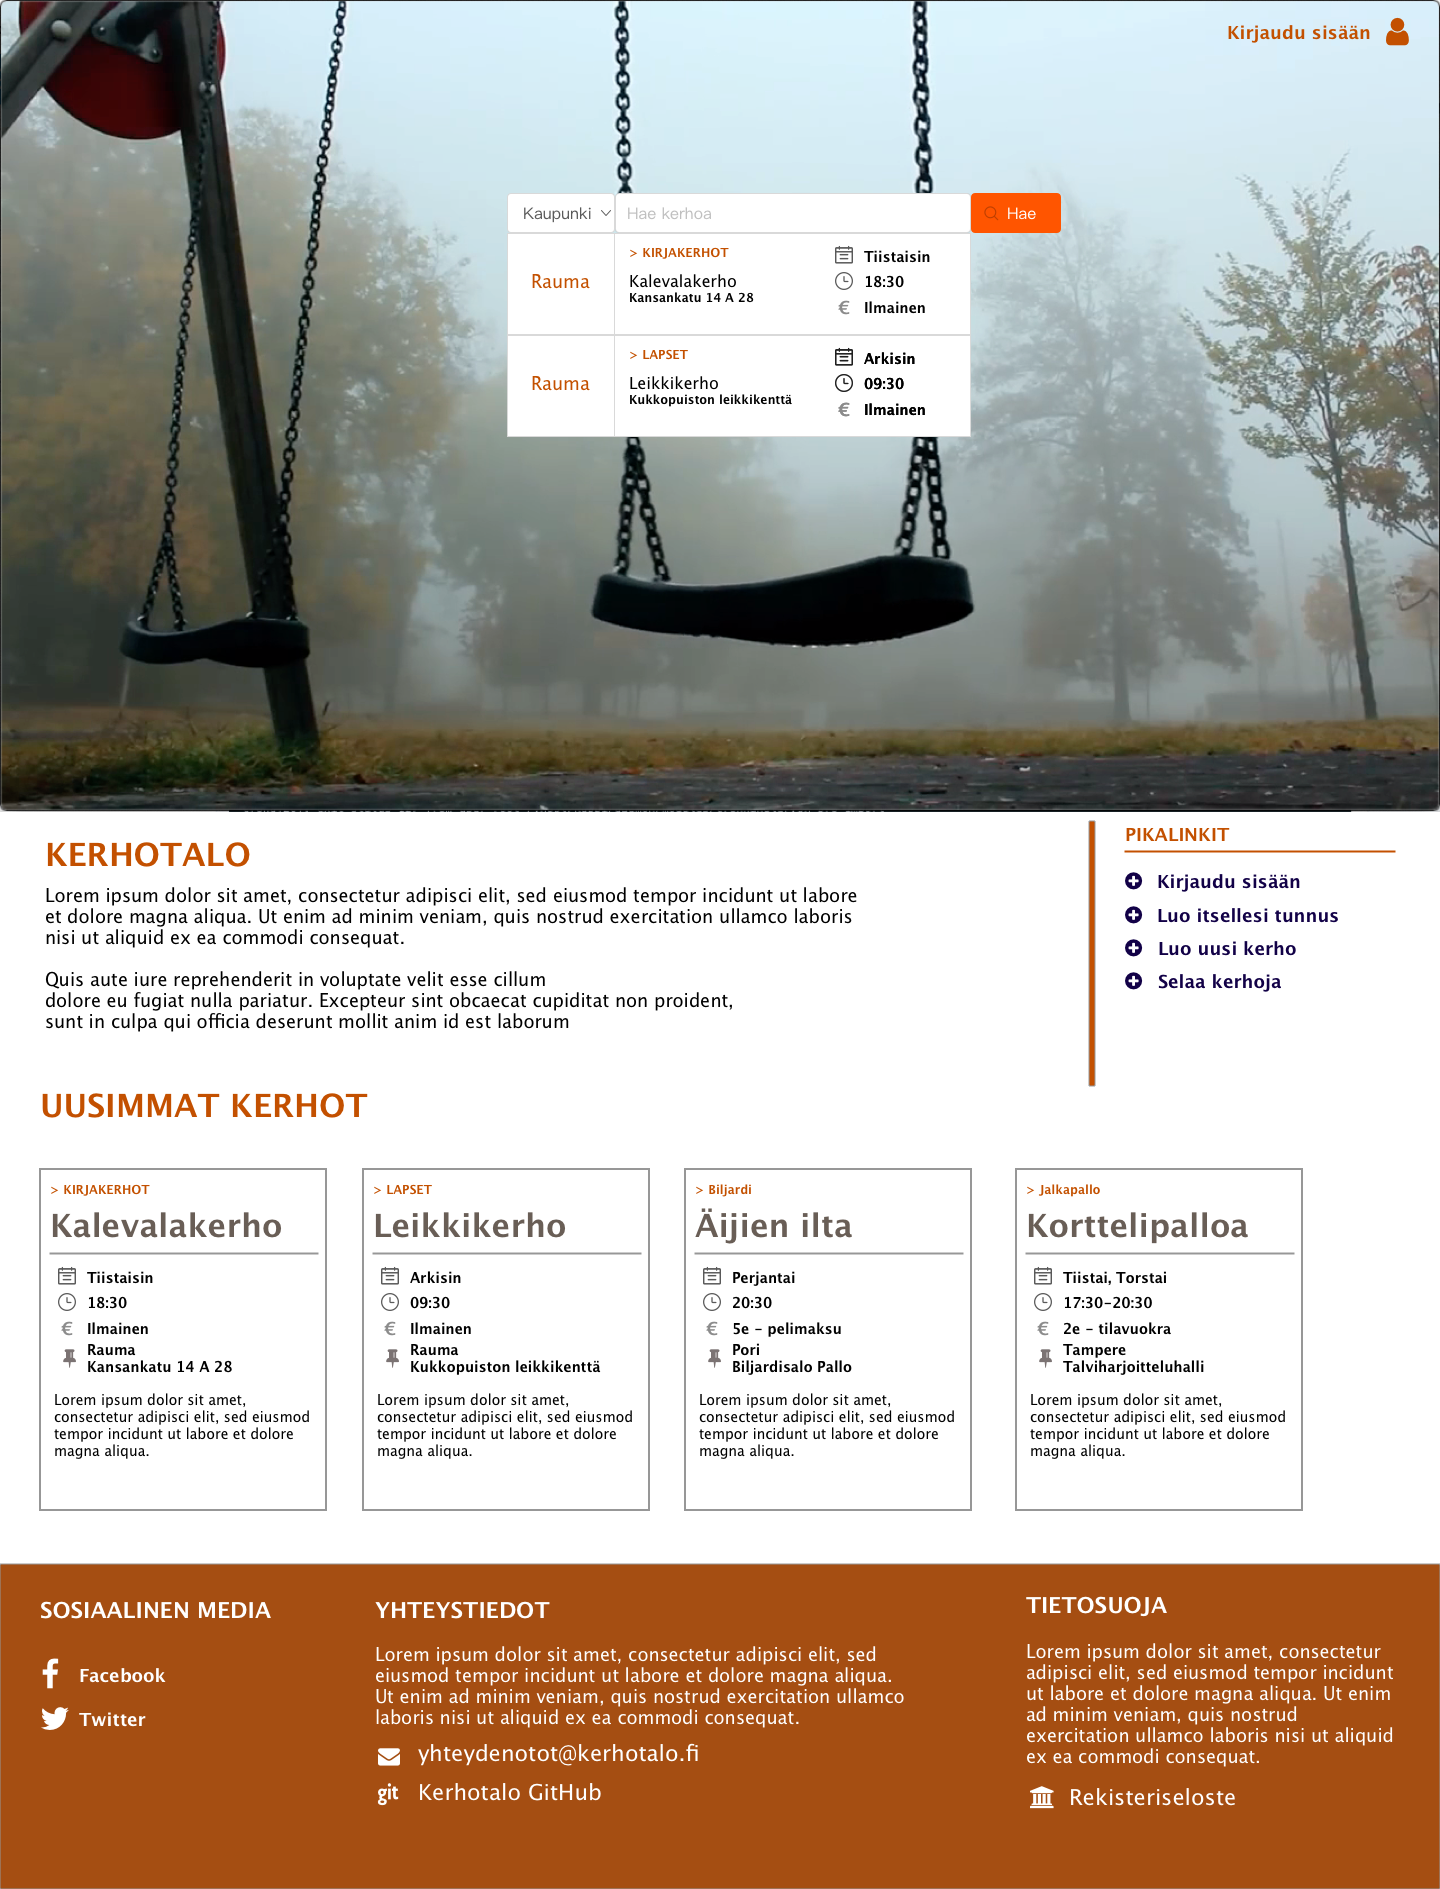 Kirjaudu sisään
Kaupunki
Hae kerhoa
Hae
Rauma
> KIRJAKERHOT
Kalevalakerho
Kansankatu 14 A 28
Tiistaisin
18:30
€ Ilmainen
Rauma
> LAPSET
Leikkikerho
Kukkopuiston leikkikenttä
Arkisin
09:30
€ Ilmainen
KERHOTALO
Lorem ipsum dolor sit amet, consectetur adipisci elit, sed eiusmod tempor incidunt ut labore
et dolore magna aliqua. Ut enim ad minim veniam, quis nostrud exercitation ullamco laboris
nisi ut aliquid ex ea commodi consequat.
Quis aute iure reprehenderit in voluptate velit esse cillum
dolore eu fugiat nulla pariatur. Excepteur sint obcaecat cupiditat non proident,
sunt in culpa qui officia deserunt mollit anim id est laborum
PIKALINKIT
Kirjaudu sisään
Luo itsellesi tunnus
Luo uusi kerho
Selaa kerhoja
UUSIMMAT KERHOT
> KIRJAKERHOT
Kalevalakerho
Tiistaisin
18:30
€ Ilmainen
Rauma
Kansankatu 14 A 28
Lorem ipsum dolor sit amet,
consectetur adipisci elit, sed eiusmod
tempor incidunt ut labore et dolore
magna aliqua.
> LAPSET
Leikkikerho
Arkisin
09:30
€ Ilmainen
Rauma
Kukkopuiston leikkikenttä
Lorem ipsum dolor sit amet,
consectetur adipisci elit, sed eiusmod
tempor incidunt ut labore et dolore
magna aliqua.
> Biljardi
Äijien ilta
Perjantai
20:30
€ 5e - pelimaksu
Pori
Biljardisalo Pallo
Lorem ipsum dolor sit amet,
consectetur adipisci elit, sed eiusmod
tempor incidunt ut labore et dolore
magna aliqua.
> Jalkapallo
Korttelipalloa
Tiistai, Torstai
17:30-20:30
€ 2e - tilavuokra
Tampere
Talviharjoitteluhalli
Lorem ipsum dolor sit amet,
consectetur adipisci elit, sed eiusmod
tempor incidunt ut labore et dolore
magna aliqua.
SOSIAALINEN MEDIA
Facebook
Twitter
YHTEYSTIEDOT
Lorem ipsum dolor sit amet, consectetur adipisci elit, sed
eiusmod tempor incidunt ut labore et dolore magna aliqua.
Ut enim ad minim veniam, quis nostrud exercitation ullamco
laboris nisi ut aliquid ex ea commodi consequat.
yhteydenotot@kerhotalo.fi
git Kerhotalo GitHub
TIETOSUOJA
Lorem ipsum dolor sit amet, consectetur
adipisci elit, sed eiusmod tempor incidunt
ut labore et dolore magna aliqua. Ut enim
ad minim veniam, quis nostrud
exercitation ullamco laboris nisi ut aliquid
ex ea commodi consequat.
Rekisteriseloste